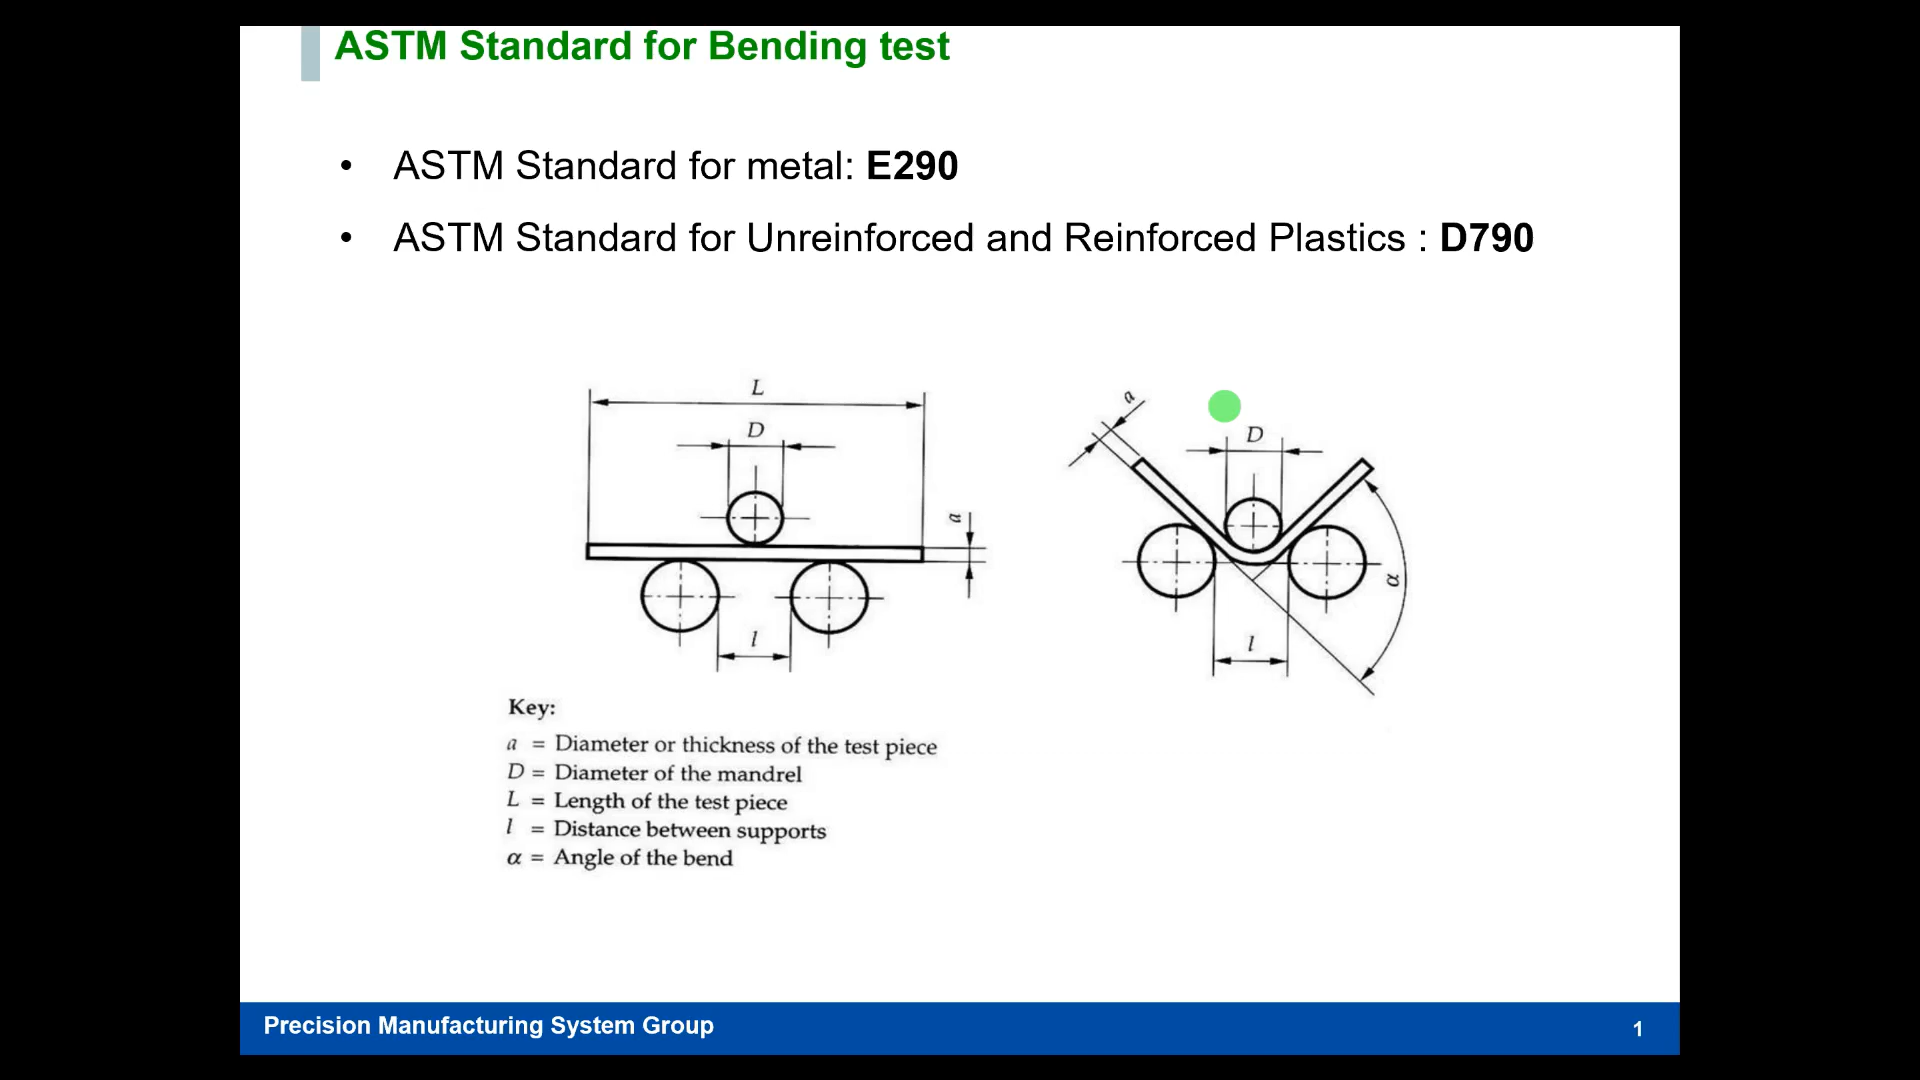 ASTM Standard for Bending test
• ASTM Standard for metal: E290
• ASTM Standard for Unreinforced and Reinforced Plastics : D790
L
D
a
l
a
D
α
l
Key:
a = Diameter or thickness of the test piece
D = Diameter of the mandrel
L = Length of the test piece
l = Distance between supports
α = Angle of the bend
Precision Manufacturing System Group
1